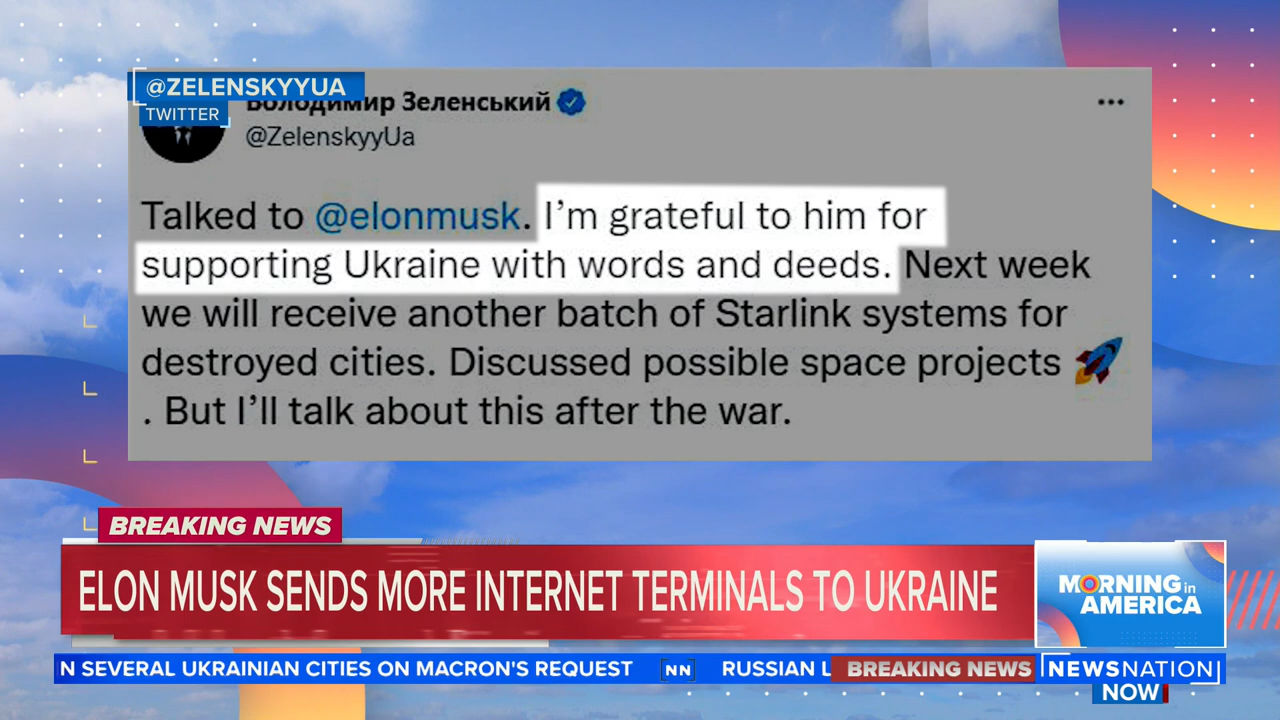 @ZELENSKYYUA
TWITTER
Володимир Зеленський
@ZelenskyyUa
Talked to @elonmusk. I’m grateful to him for
supporting Ukraine with words and deeds. Next week
we will receive another batch of Starlink systems for
destroyed cities. Discussed possible space projects 🚀
. But I’ll talk about this after the war.
BREAKING NEWS
ELON MUSK SENDS MORE INTERNET TERMINALS TO UKRAINE
MORNING in
AMERICA
N SEVERAL UKRAINIAN CITIES ON MACRON'S REQUEST NN RUSSIAN L BREAKING NEWS NEWSNATION
NOW